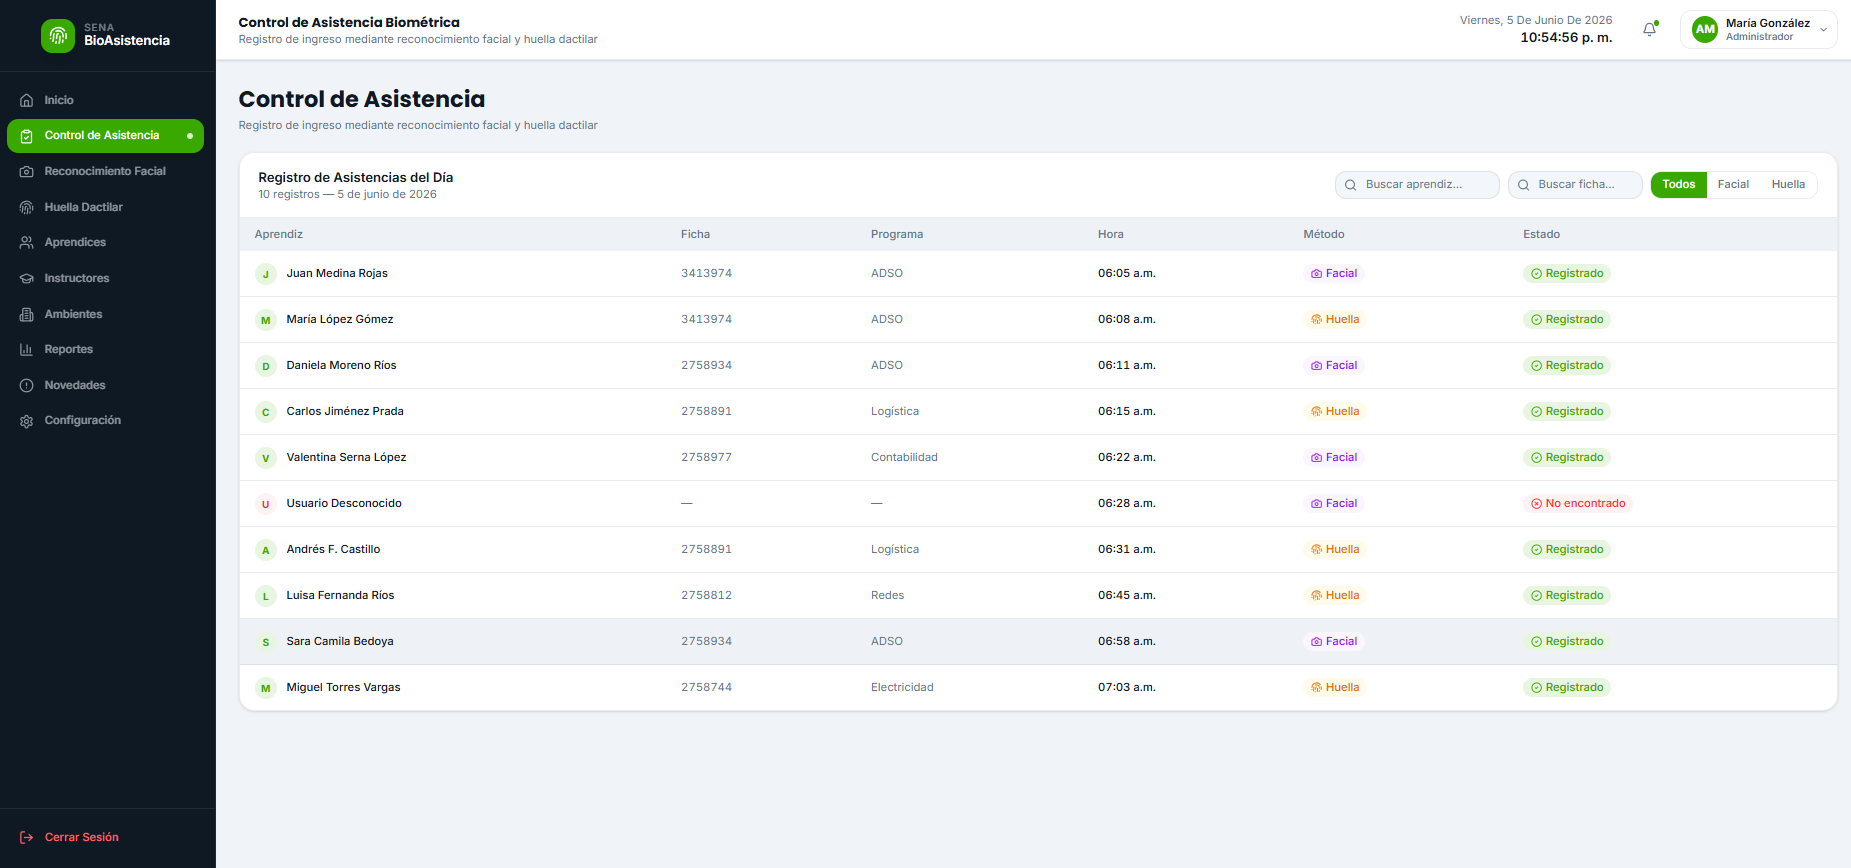 SENA
BioAsistencia
Inicio
Control de Asistencia
Reconocimiento Facial
Huella Dactilar
Aprendices
Instructores
Ambientes
Reportes
Novedades
Configuración
Cerrar Sesión
Control de Asistencia Biométrica
Registro de ingreso mediante reconocimiento facial y huella dactilar
Viernes, 5 De Junio De 2026
10:54:56 p. m.
AM
María González
Administrador
Control de Asistencia
Registro de ingreso mediante reconocimiento facial y huella dactilar
Registro de Asistencias del Día
10 registros — 5 de junio de 2026
Buscar aprendiz... Buscar ficha... Todos Facial Huella
Aprendiz Ficha Programa Hora Método Estado
J Juan Medina Rojas 3413974 ADSO 06:05 a.m. Facial Registrado
M María López Gómez 3413974 ADSO 06:08 a.m. Huella Registrado
D Daniela Moreno Ríos 2758934 ADSO 06:11 a.m. Facial Registrado
C Carlos Jiménez Prada 2758891 Logística 06:15 a.m. Huella Registrado
V Valentina Serna López 2758977 Contabilidad 06:22 a.m. Facial Registrado
U Usuario Desconocido — — 06:28 a.m. Facial No encontrado
A Andrés F. Castillo 2758891 Logística 06:31 a.m. Huella Registrado
L Luisa Fernanda Ríos 2758812 Redes 06:45 a.m. Huella Registrado
S Sara Camila Bedoya 2758934 ADSO 06:58 a.m. Facial Registrado
M Miguel Torres Vargas 2758744 Electricidad 07:03 a.m. Huella Registrado